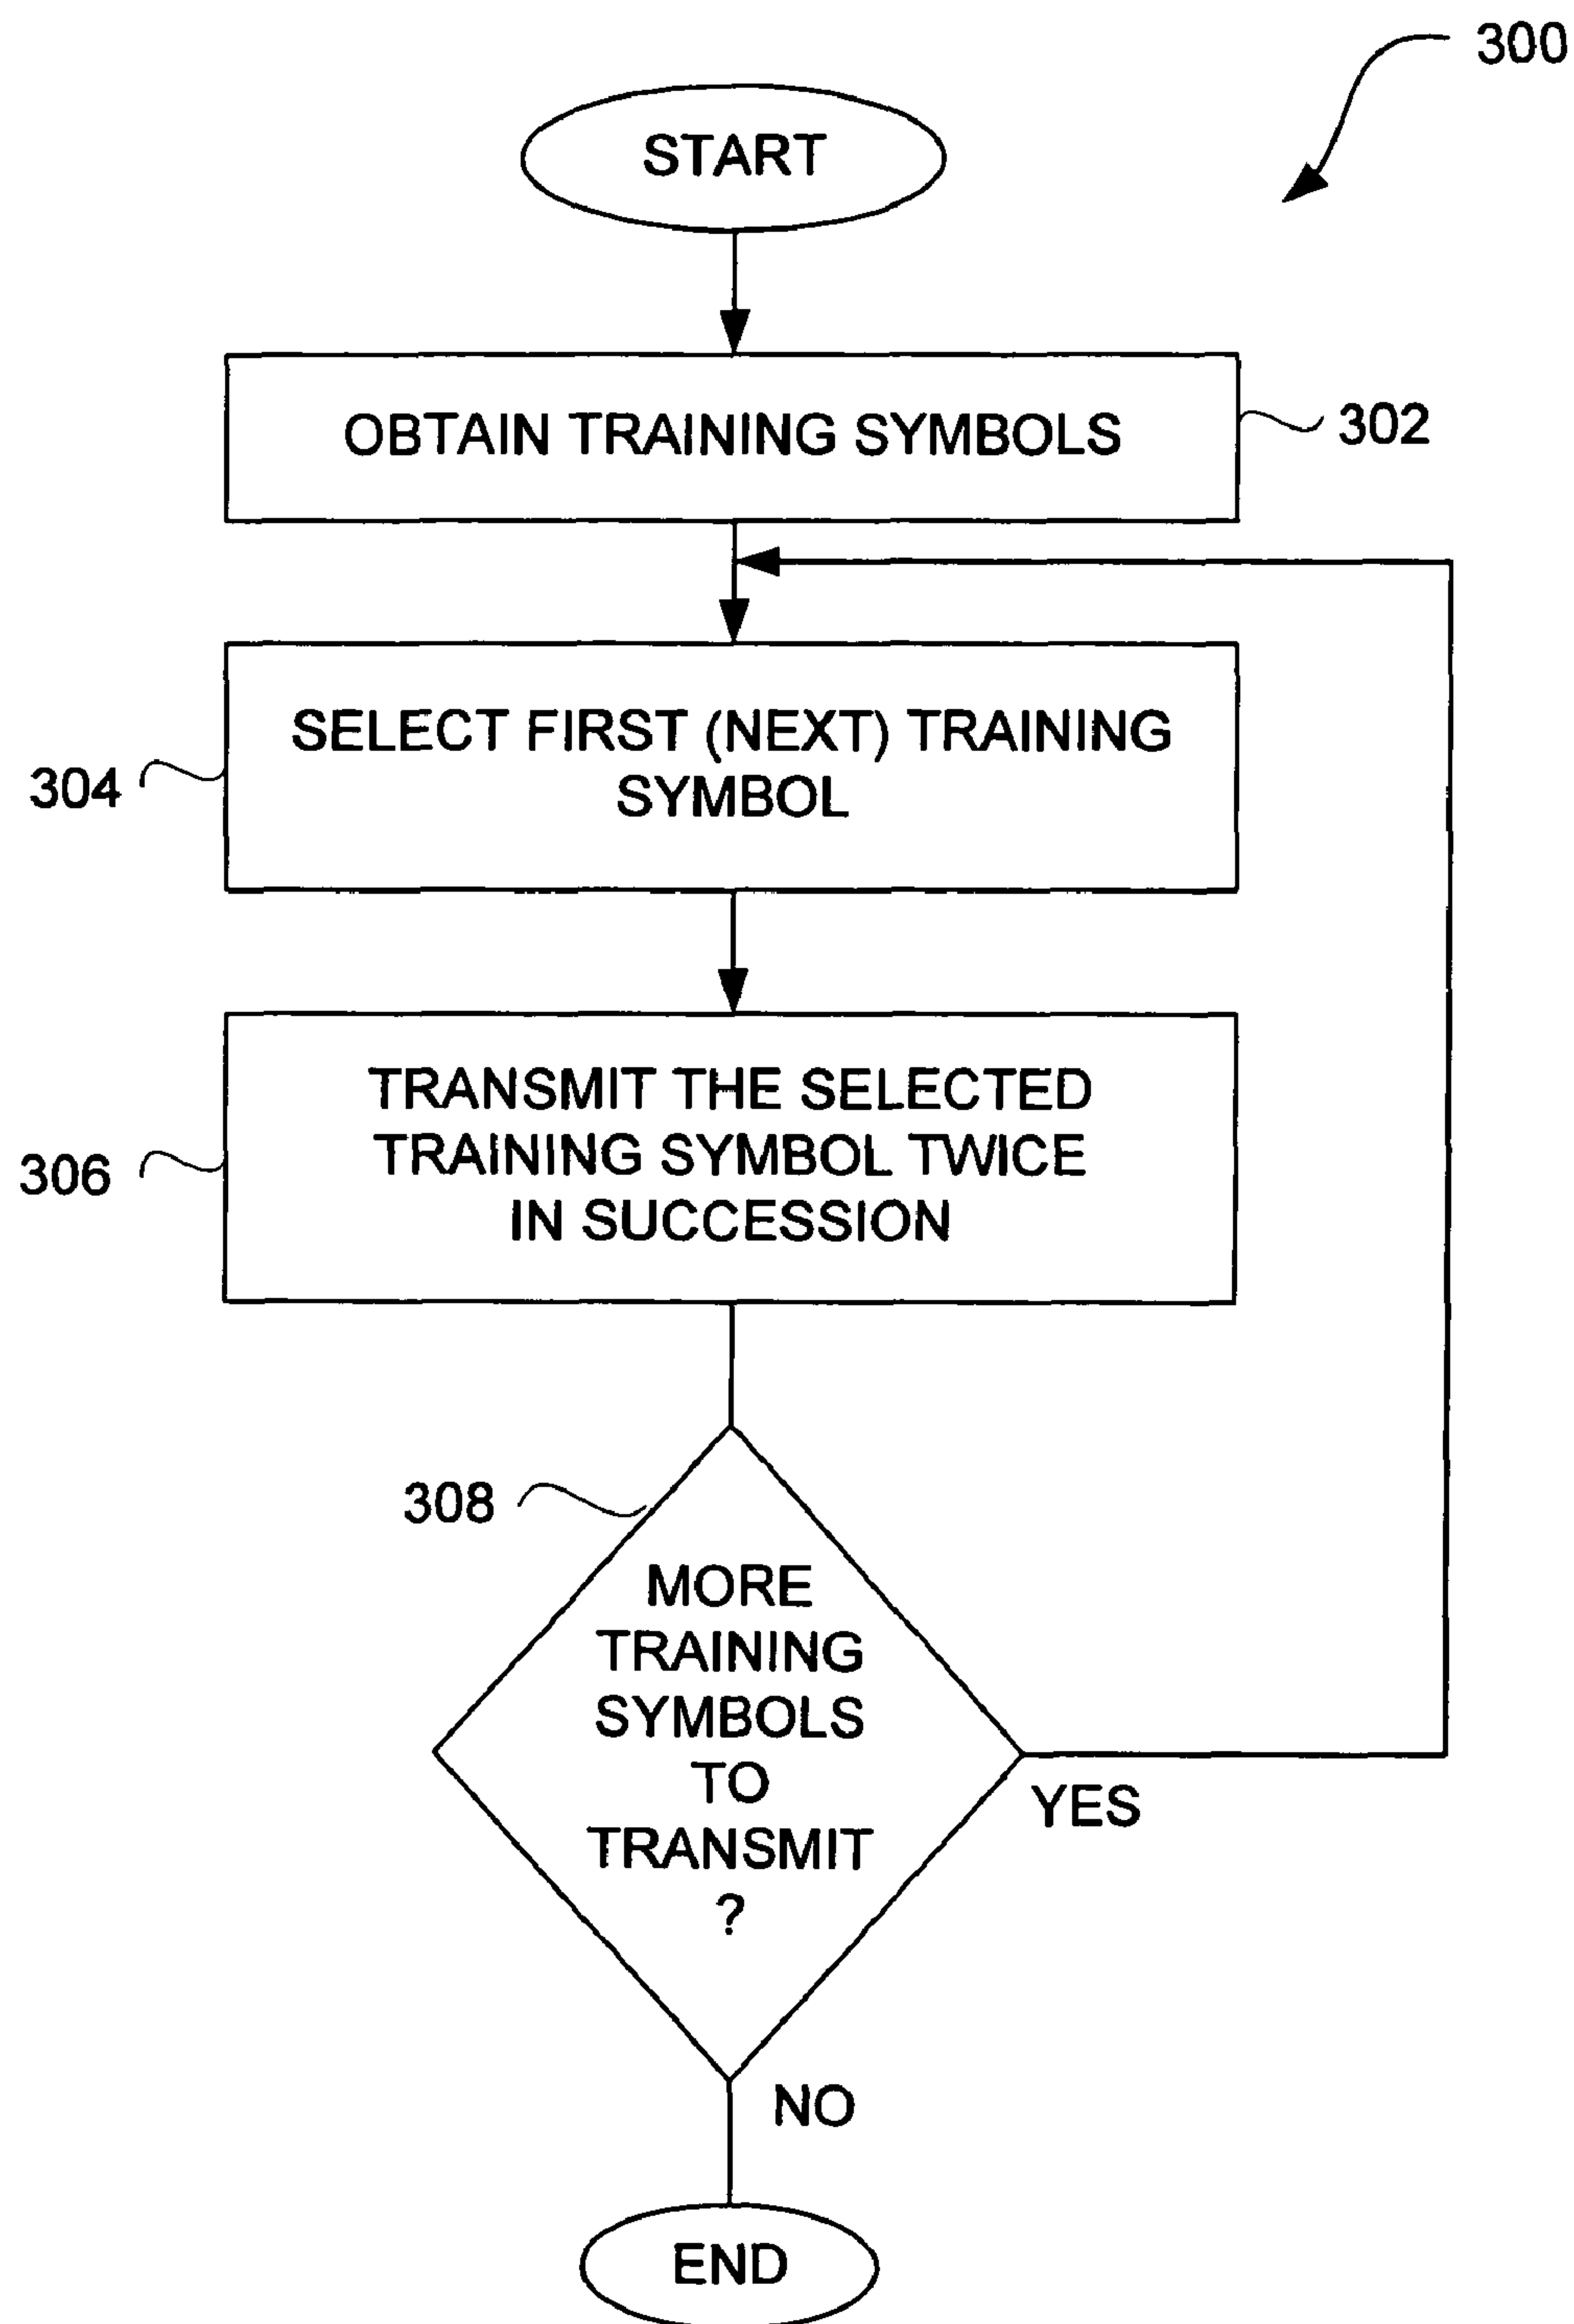 300
START
OBTAIN TRAINING SYMBOLS
302
SELECT FIRST (NEXT) TRAINING
SYMBOL
304
TRANSMIT THE SELECTED
TRAINING SYMBOL TWICE
IN SUCCESSION
306
308
MORE
TRAINING
SYMBOLS
TO
TRANSMIT
?
YES
NO
END